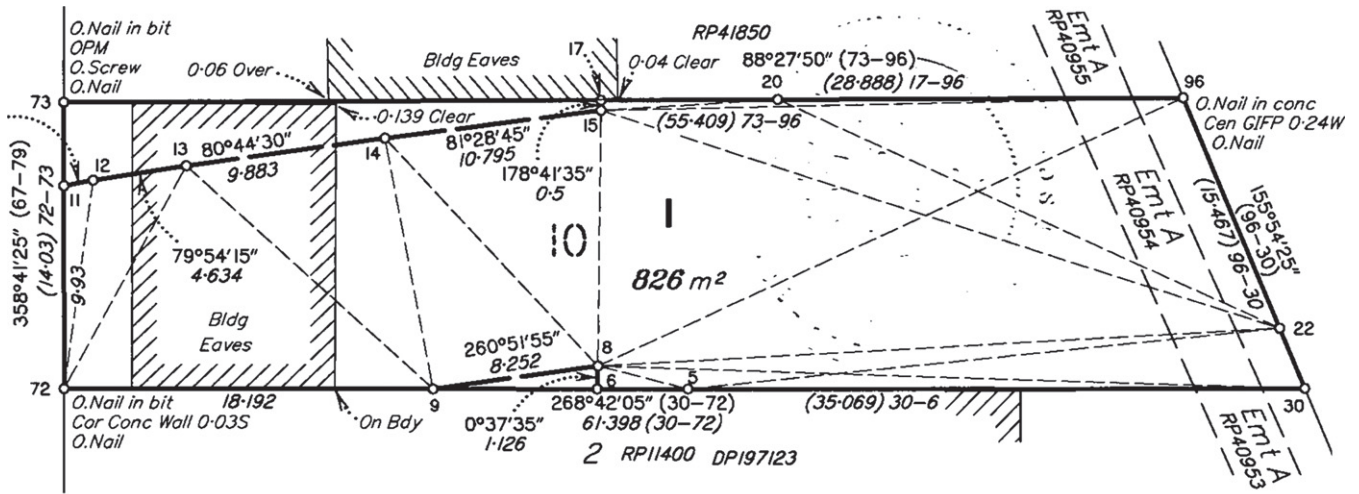 O.Nail in bit
OPM
O.Screw
O.Nail
0·06 Over
Bldg Eaves
17
RP41850
0·04 Clear
88°27'50" (73-96)
20
(28·888) 17-96
Emt A
RP40955
96
73
O.Nail in conc
Cen GIFP 0·24W
O.Nail
0·139 Clear
15
(55·409) 73-96
12
13
80°44'30"
9·883
14
81°28'45"
10·795
178°41'35"
0·5
11
358°41'25" (67-79)
(14·03) 72-73
9·93
A
79°54'15"
4·634
10
1
826 m²
Emt A
RP40954
155°54'25"
(96-30)
(15·467) 96-30
Bldg
Eaves
22
260°51'55"
8·252
8
72
18·192
9
6
5
30
O.Nail in bit
Cor Conc Wall 0·03S
O.Nail
On Bdy
0°37'35"
1·126
268°42'05" (30-72)
61·398 (30-72)
(35·069) 30-6
2 RP11400 DP197123
Emt A
RP40953